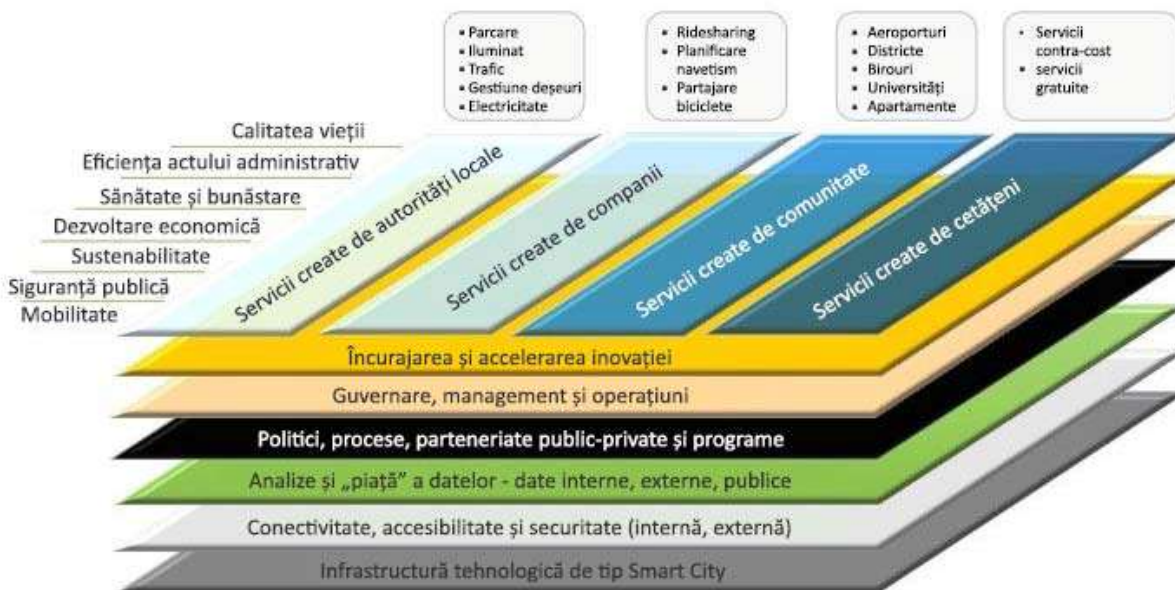 ▪ Parcare
▪ Iluminat
▪ Trafic
▪ Gestiune deșeuri
▪ Electricitate
▪ Ridesharing
▪ Planificare
navetism
▪ Partajare
biciclete
▪ Aeroporturi
▪ Districte
▪ Birouri
▪ Universități
▪ Apartamente
• Servicii
contra-cost
▪ servicii
gratuite
Calitatea vieții
Eficiența actului administrativ
Sănătate și bunăstare
Dezvoltare economică
Sustenabilitate
Siguranță publică
Mobilitate
Servicii create de autorități locale
Servicii create de companii
Servicii create de comunitate
Servicii create de cetățeni
Încurajarea și accelerarea inovației
Guvernare, management și operațiuni
Politici, procese, parteneriate public-private și programe
Analize și „piață” a datelor - date interne, externe, publice
Conectivitate, accesibilitate și securitate (internă, externă)
Infrastructură tehnologică de tip Smart City